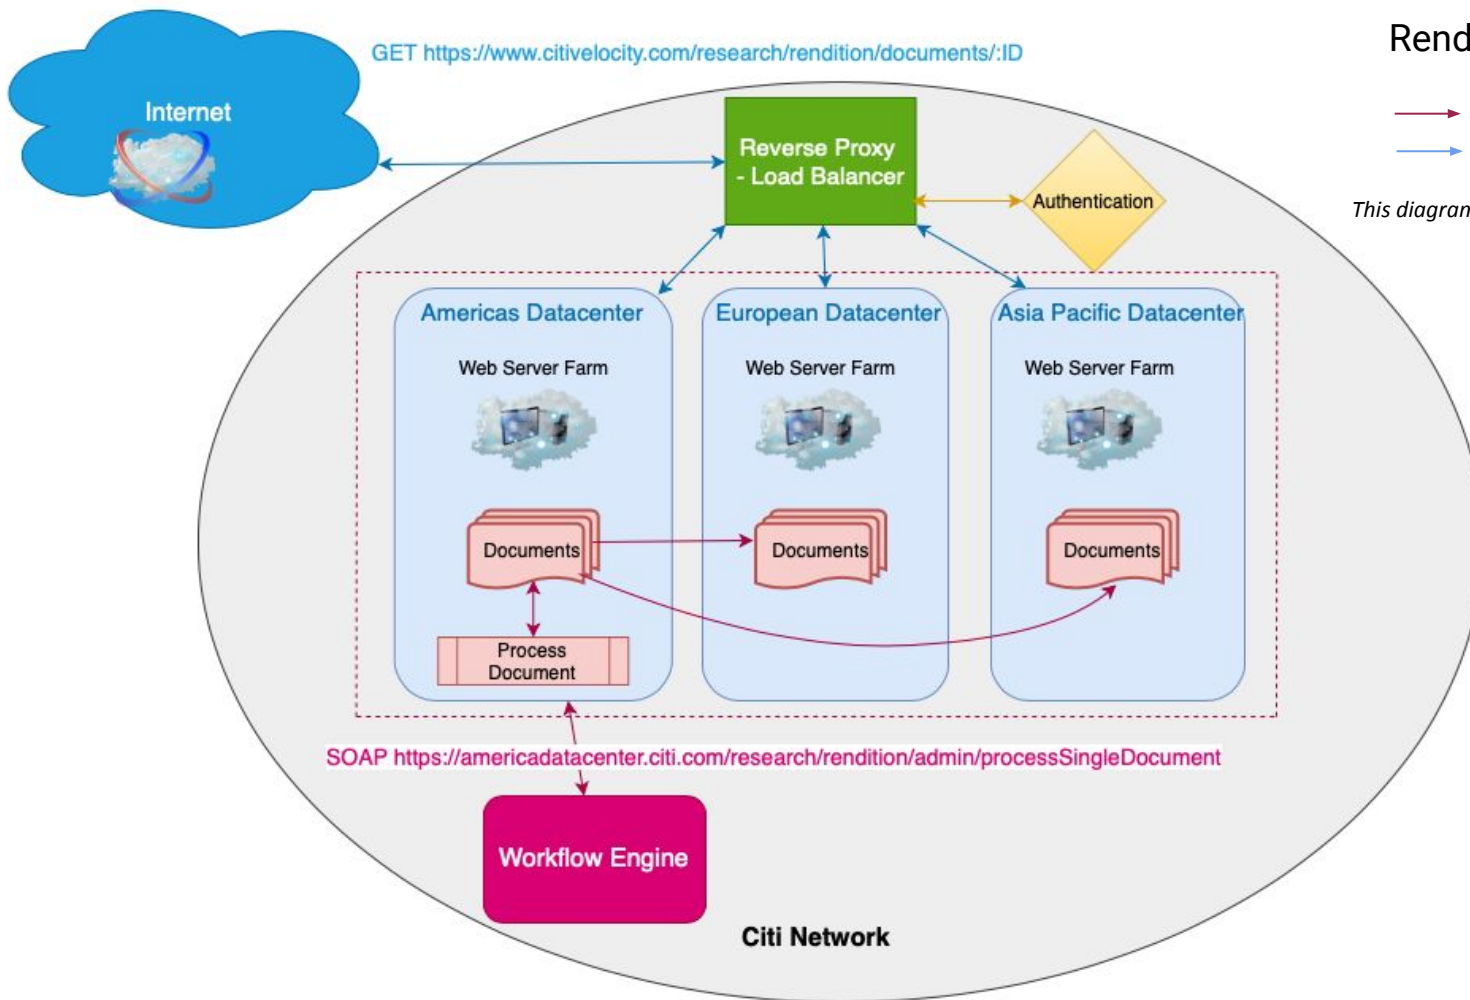 GET https://www.citivelocity.com/research/rendition/documents/:ID
Rend
Internet
Reverse Proxy
- Load Balancer
Authentication
This diagran
Americas Datacenter
European Datacenter
Asia Pacific Datacenter
Web Server Farm
Web Server Farm
Web Server Farm
Documents
Documents
Documents
Process
Document
SOAP https://americadatacenter.citi.com/research/rendition/admin/processSingleDocument
Workflow Engine
Citi Network